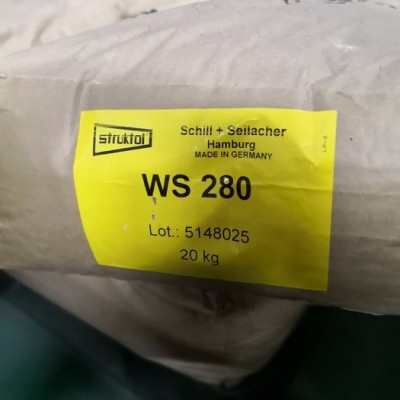 struktol
Schill + Seilacher
Hamburg
MADE IN GERMANY
WS 280
Lot.: 5148025
20 kg